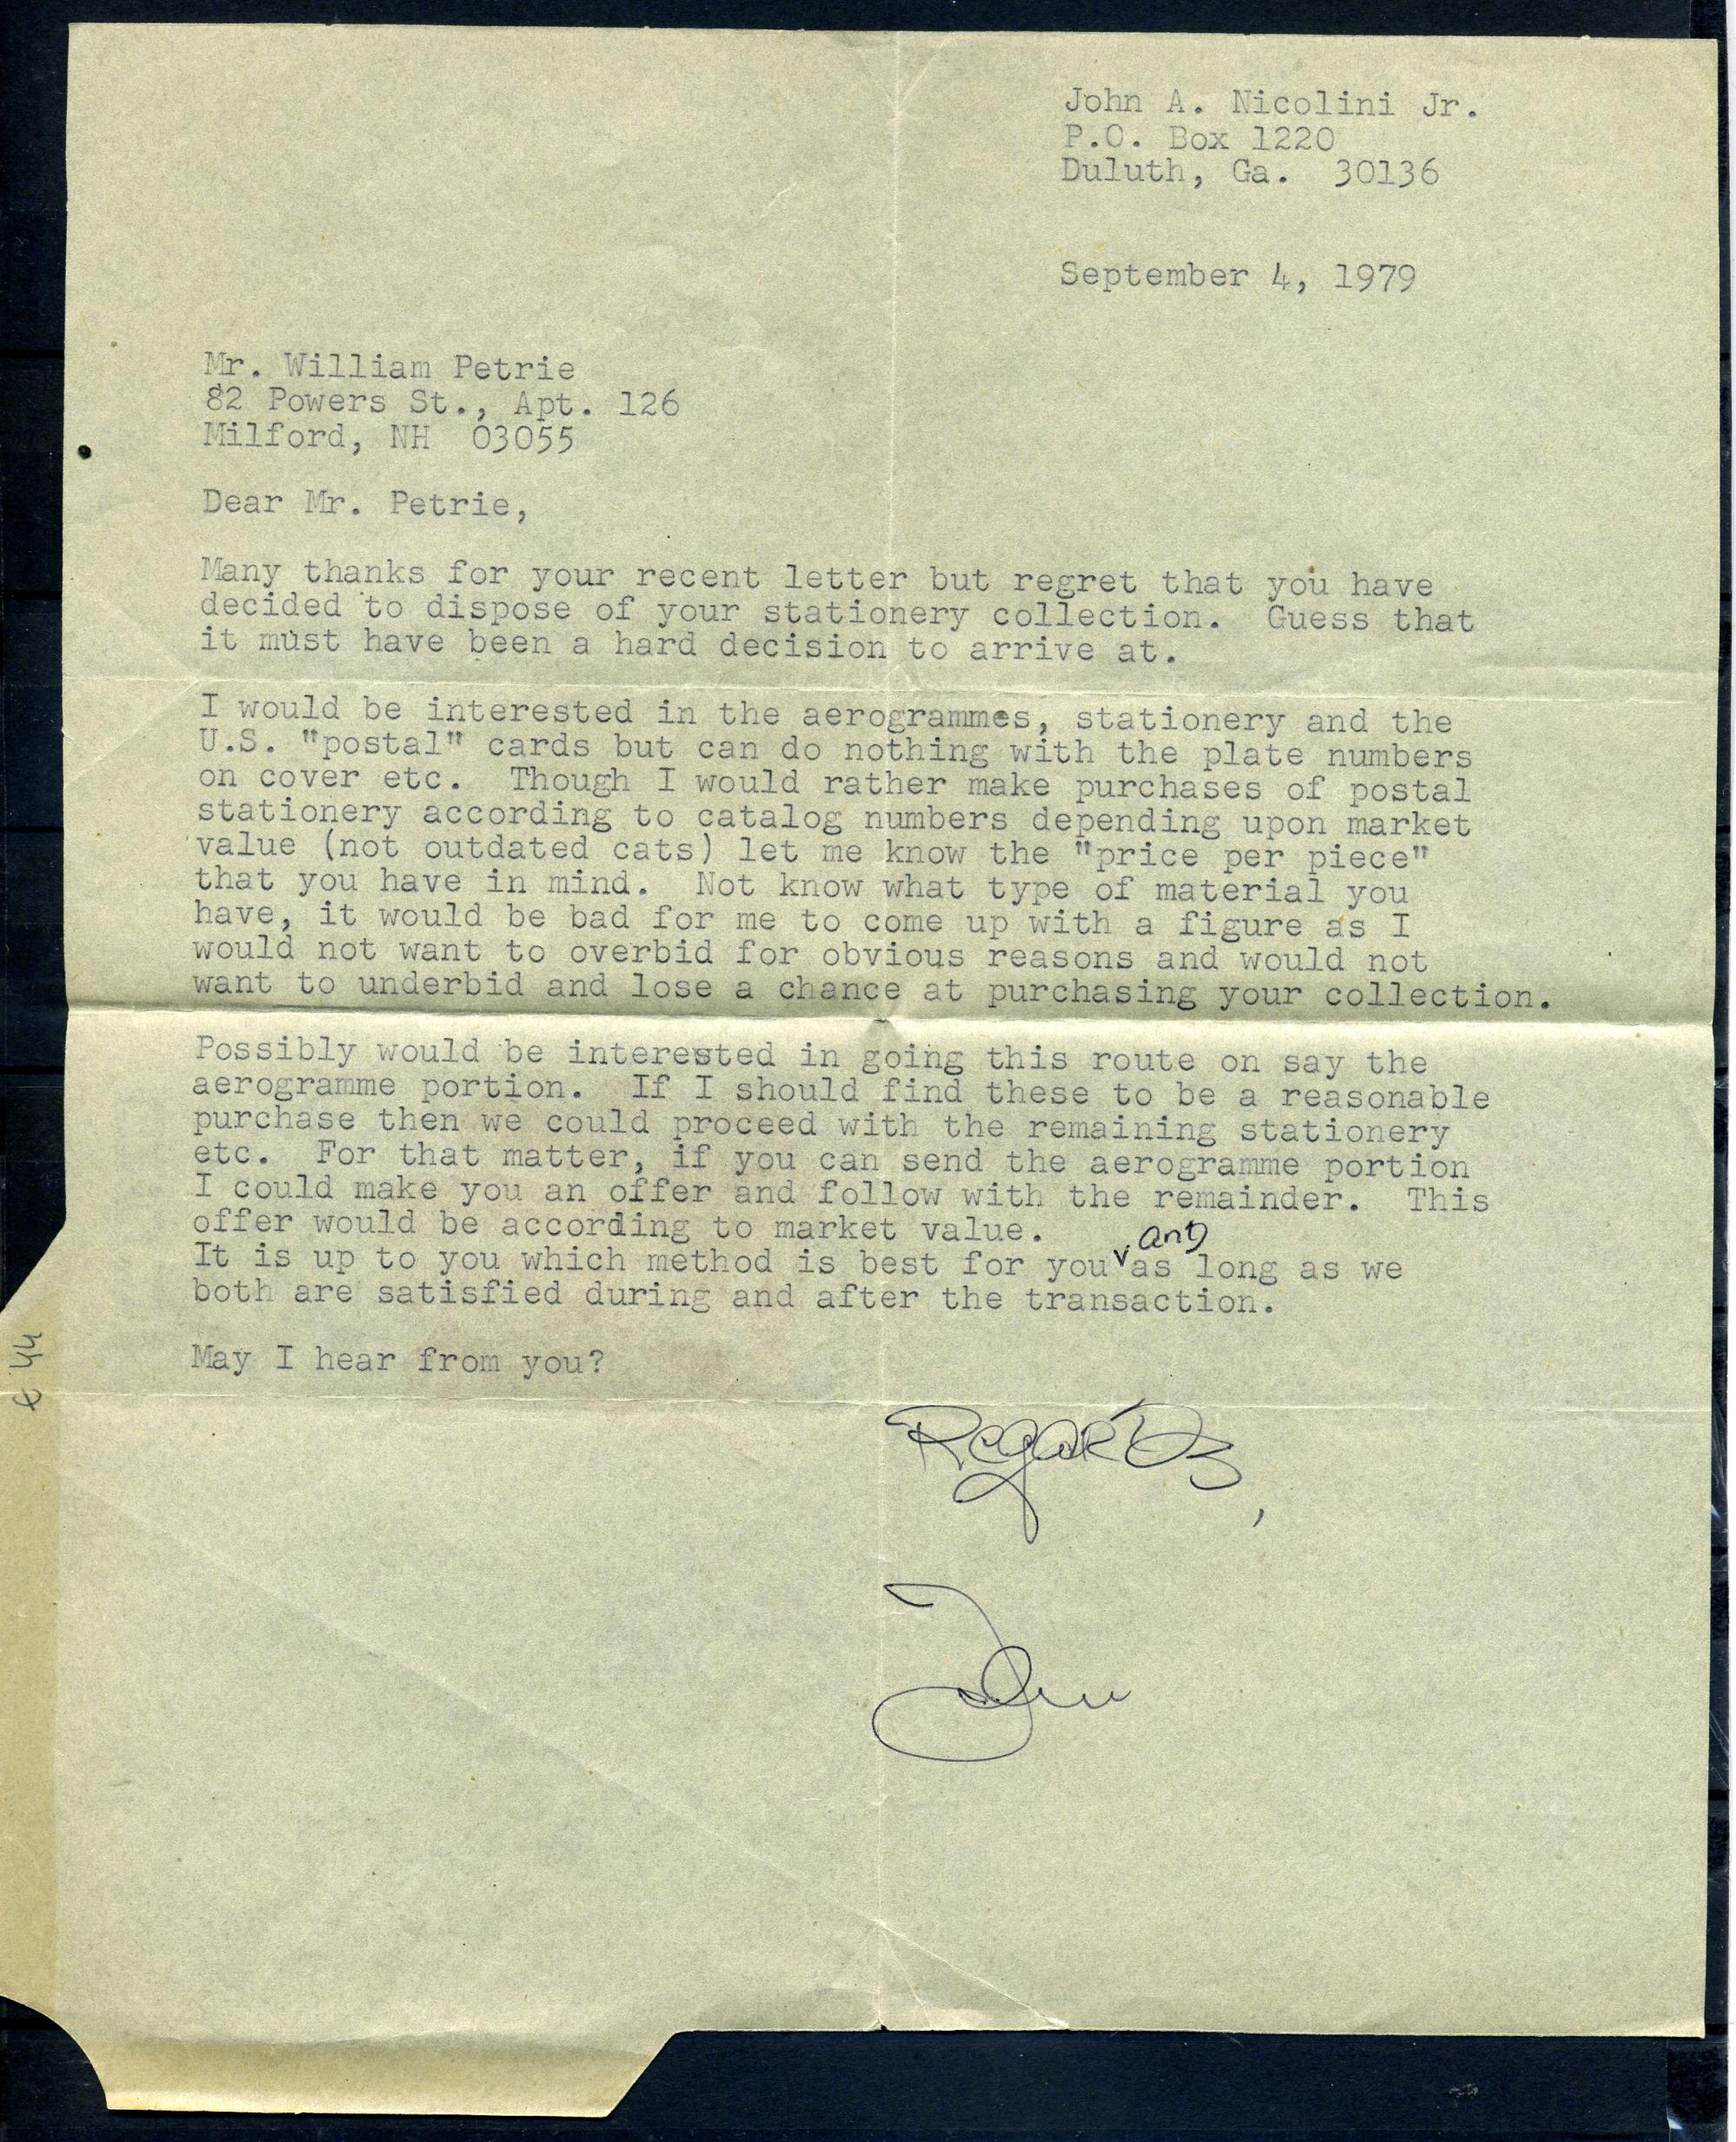 John A. Nicolini Jr.
P.O. Box 1220
Duluth, Ga.  30136
September 4, 1979
Mr. William Petrie
82 Powers St., Apt. 126
Milford, NH  03055
Dear Mr. Petrie,
Many thanks for your recent letter but regret that you have
decided to dispose of your stationery collection.  Guess that
it must have been a hard decision to arrive at.
I would be interested in the aerogrammes, stationery and the
U.S. "postal" cards but can do nothing with the plate numbers
on cover etc.  Though I would rather make purchases of postal
stationery according to catalog numbers depending upon market
value (not outdated cats) let me know the "price per piece"
that you have in mind.  Not know what type of material you
have, it would be bad for me to come up with a figure as I
would not want to overbid for obvious reasons and would not
want to underbid and lose a chance at purchasing your collection.
Possibly would be interested in going this route on say the
aerogramme portion.  If I should find these to be a reasonable
purchase then we could proceed with the remaining stationery
etc.  For that matter, if you can send the aerogramme portion
I could make you an offer and follow with the remainder.  This
offer would be according to market value.
It is up to you which method is best for you and as long as we
both are satisfied during and after the transaction.
May I hear from you?
Regards,
John